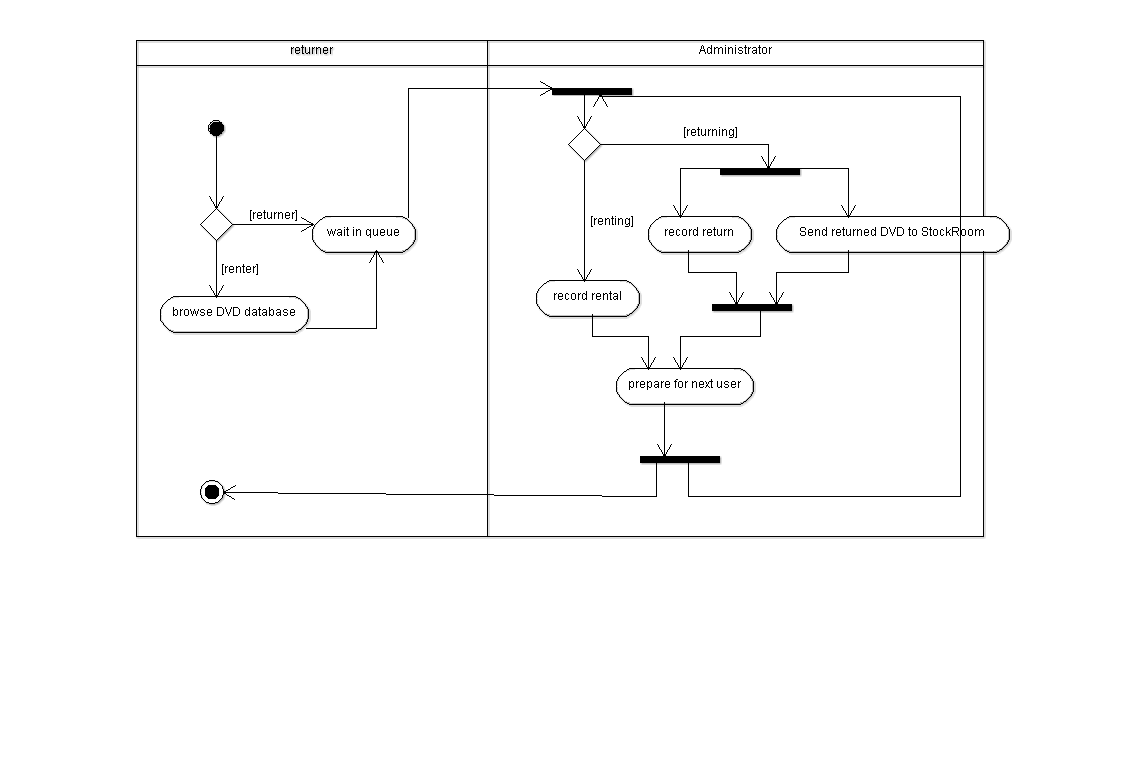 returner
Administrator
[returning]
[returner]
wait in queue
[renting]
record return
Send returned DVD to StockRoom
[renter]
browse DVD database
record rental
prepare for next user